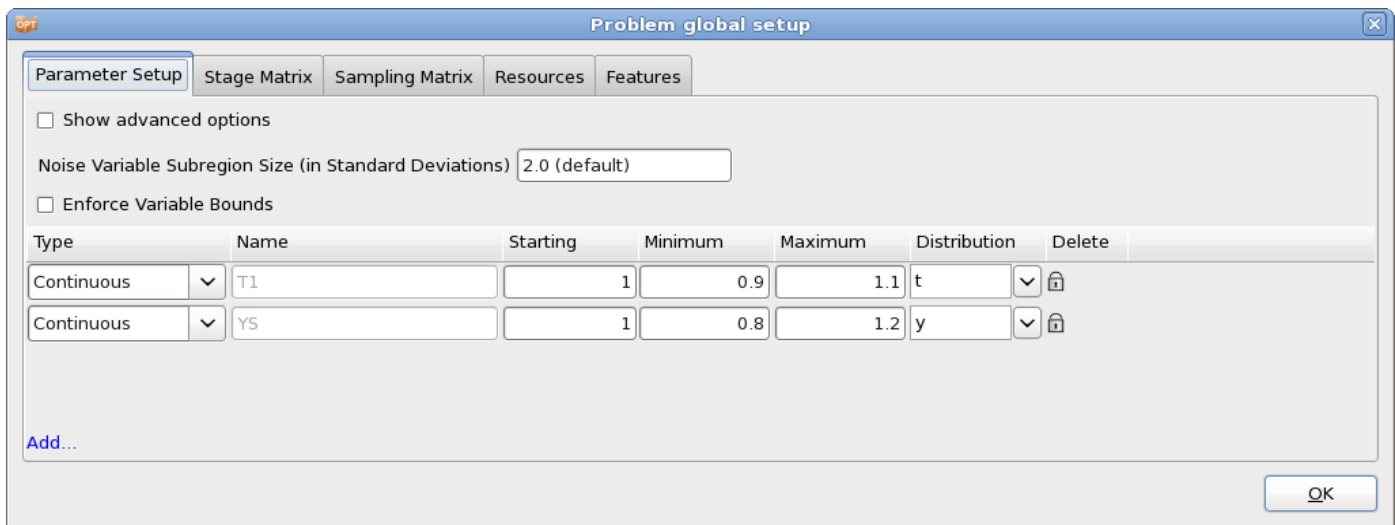 OPT Problem global setup
Parameter Setup Stage Matrix Sampling Matrix Resources Features
Show advanced options
Noise Variable Subregion Size (in Standard Deviations) 2.0 (default)
Enforce Variable Bounds
Type Name Starting Minimum Maximum Distribution Delete
Continuous T1 1 0.9 1.1 t
Continuous YS 1 0.8 1.2 y
Add...
OK